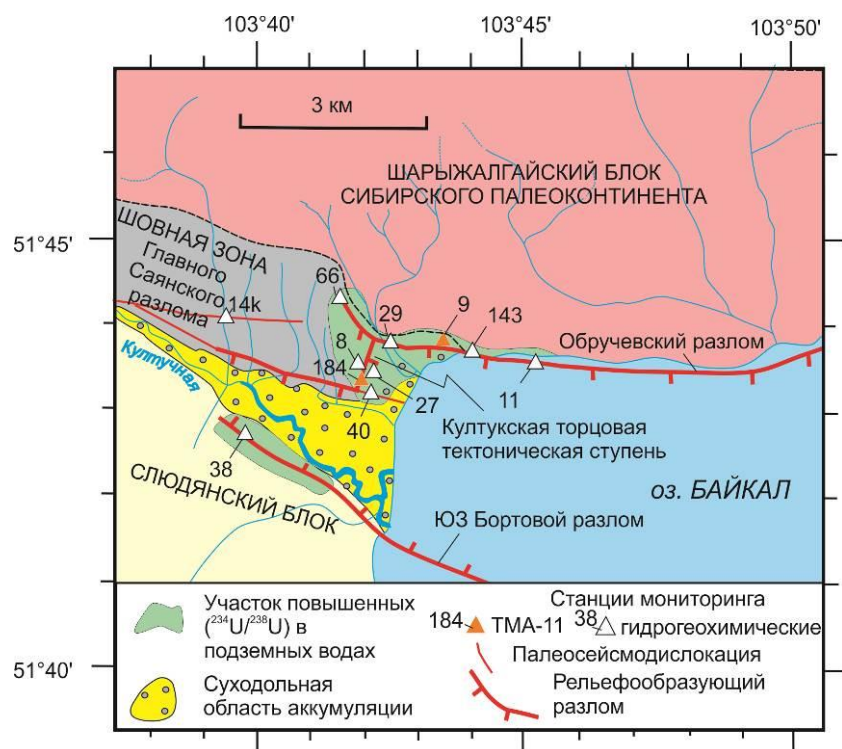 103°40'
103°45'
103°50'
3 км
ШАРЫЖАЛГАЙСКИЙ БЛОК
СИБИРСКОГО ПАЛЕОКОНТИНЕНТА
51°45'
ШОВНАЯ ЗОНА
Главного
Саянского
разлома
14k
66
29
9
143
8
184
Обручевский разлом
Култучная
40
27
11
Култукская торцовая
тектоническая ступень
38
СЛЮДЯНСКИЙ БЛОК
оз. БАЙКАЛ
ЮЗ Бортовой разлом
51°40'
Участок повышенных
(²³⁴U/²³⁸U) в
подземных водах
Суходольная
область аккумуляции
Станции мониторинга
184 ТМА-11 38 гидрогеохимические
Палеосейсмодислокация
Рельефообразующий
разлом